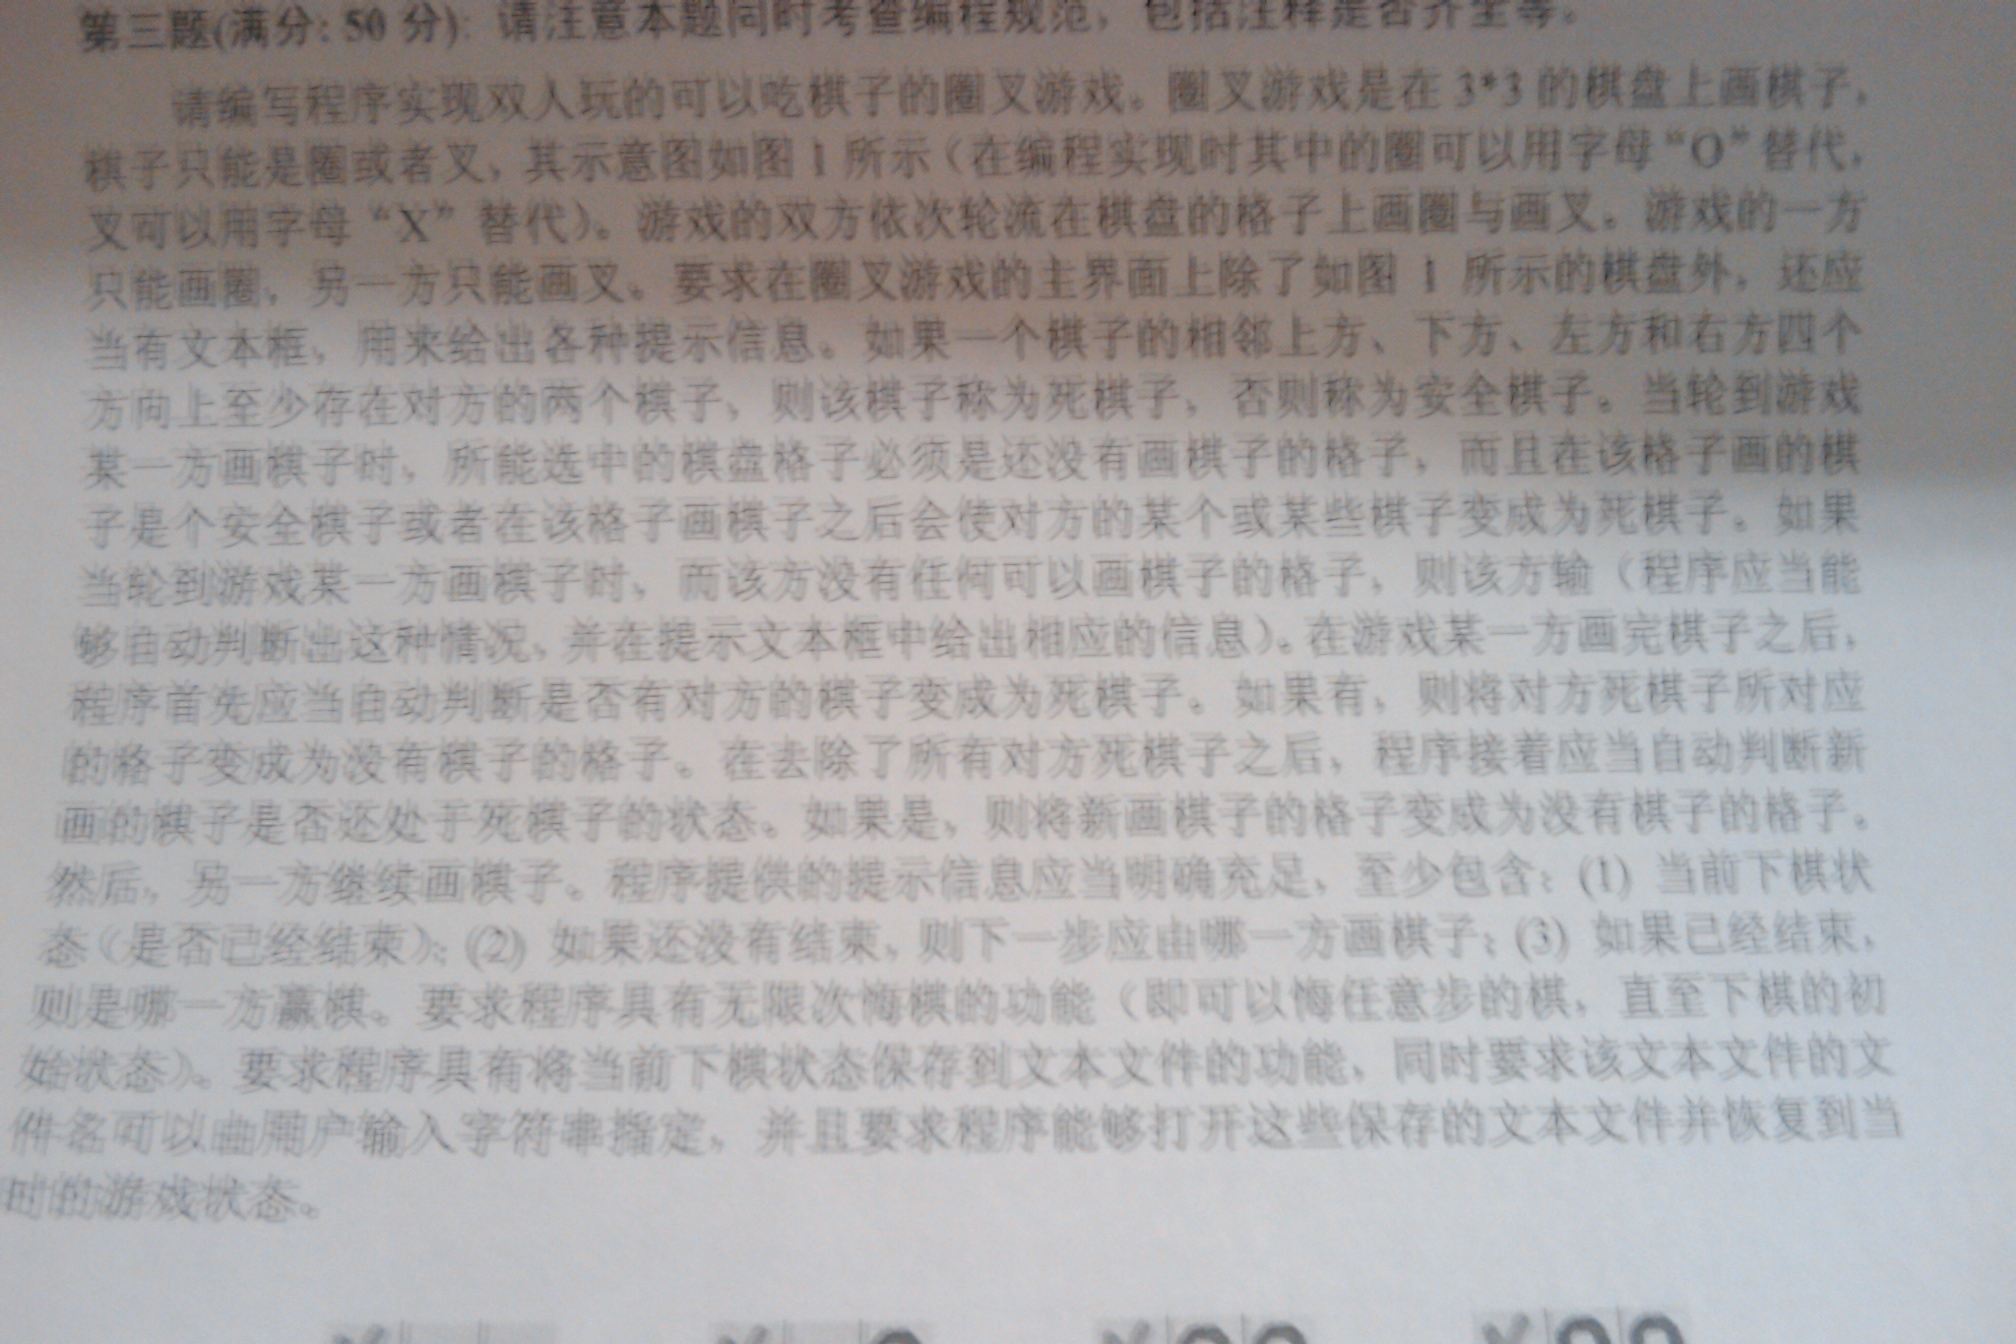 第三题(满分: 50 分): 请注意本题同时考查编程规范, 包括注释是否齐全等。
请编写程序实现双人玩的可以吃棋子的圈叉游戏。圈叉游戏是在 3*3 的棋盘上画棋子,
棋子只能是圈或者叉, 其示意图如图 1 所示（在编程实现时其中的圈可以用字母“O”替代,
叉可以用字母“X”替代）。游戏的双方依次轮流在棋盘的格子上画圈与画叉。游戏的一方
只能画圈, 另一方只能画叉。要求在圈叉游戏的主界面上除了如图 1 所示的棋盘外, 还应
当有文本框, 用来给出各种提示信息。如果一个棋子的相邻上方、下方、左方和右方四个
方向上至少存在对方的两个棋子, 则该棋子称为死棋子, 否则称为安全棋子。当轮到游戏
某一方画棋子时, 所能选中的棋盘格子必须是还没有画棋子的格子, 而且在该格子画的棋
子是个安全棋子或者在该格子画棋子之后会使对方的某个或某些棋子变成为死棋子。如果
当轮到游戏某一方画棋子时, 而该方没有任何可以画棋子的格子, 则该方输（程序应当能
够自动判断出这种情况, 并在提示文本框中给出相应的信息）。在游戏某一方画完棋子之后,
程序首先应当自动判断是否有对方的棋子变成为死棋子。如果有, 则将对方死棋子所对应
的格子变成为没有棋子的格子。在去除了所有对方死棋子之后, 程序接着应当自动判断新
画的棋子是否还处于死棋子的状态。如果是, 则将新画棋子的格子变成为没有棋子的格子。
然后, 另一方继续画棋子。程序提供的提示信息应当明确充足, 至少包含: (1) 当前下棋状
态（是否已经结束）; (2) 如果还没有结束, 则下一步应由哪一方画棋子; (3) 如果已经结束,
则是哪一方赢棋。要求程序具有无限次悔棋的功能（即可以悔任意步的棋, 直至下棋的初
始状态）。要求程序具有将当前下棋状态保存到文本文件的功能, 同时要求该文本文件的文
件名可以由用户输入字符串指定, 并且要求程序能够打开这些保存的文本文件并恢复到当
时的游戏状态。